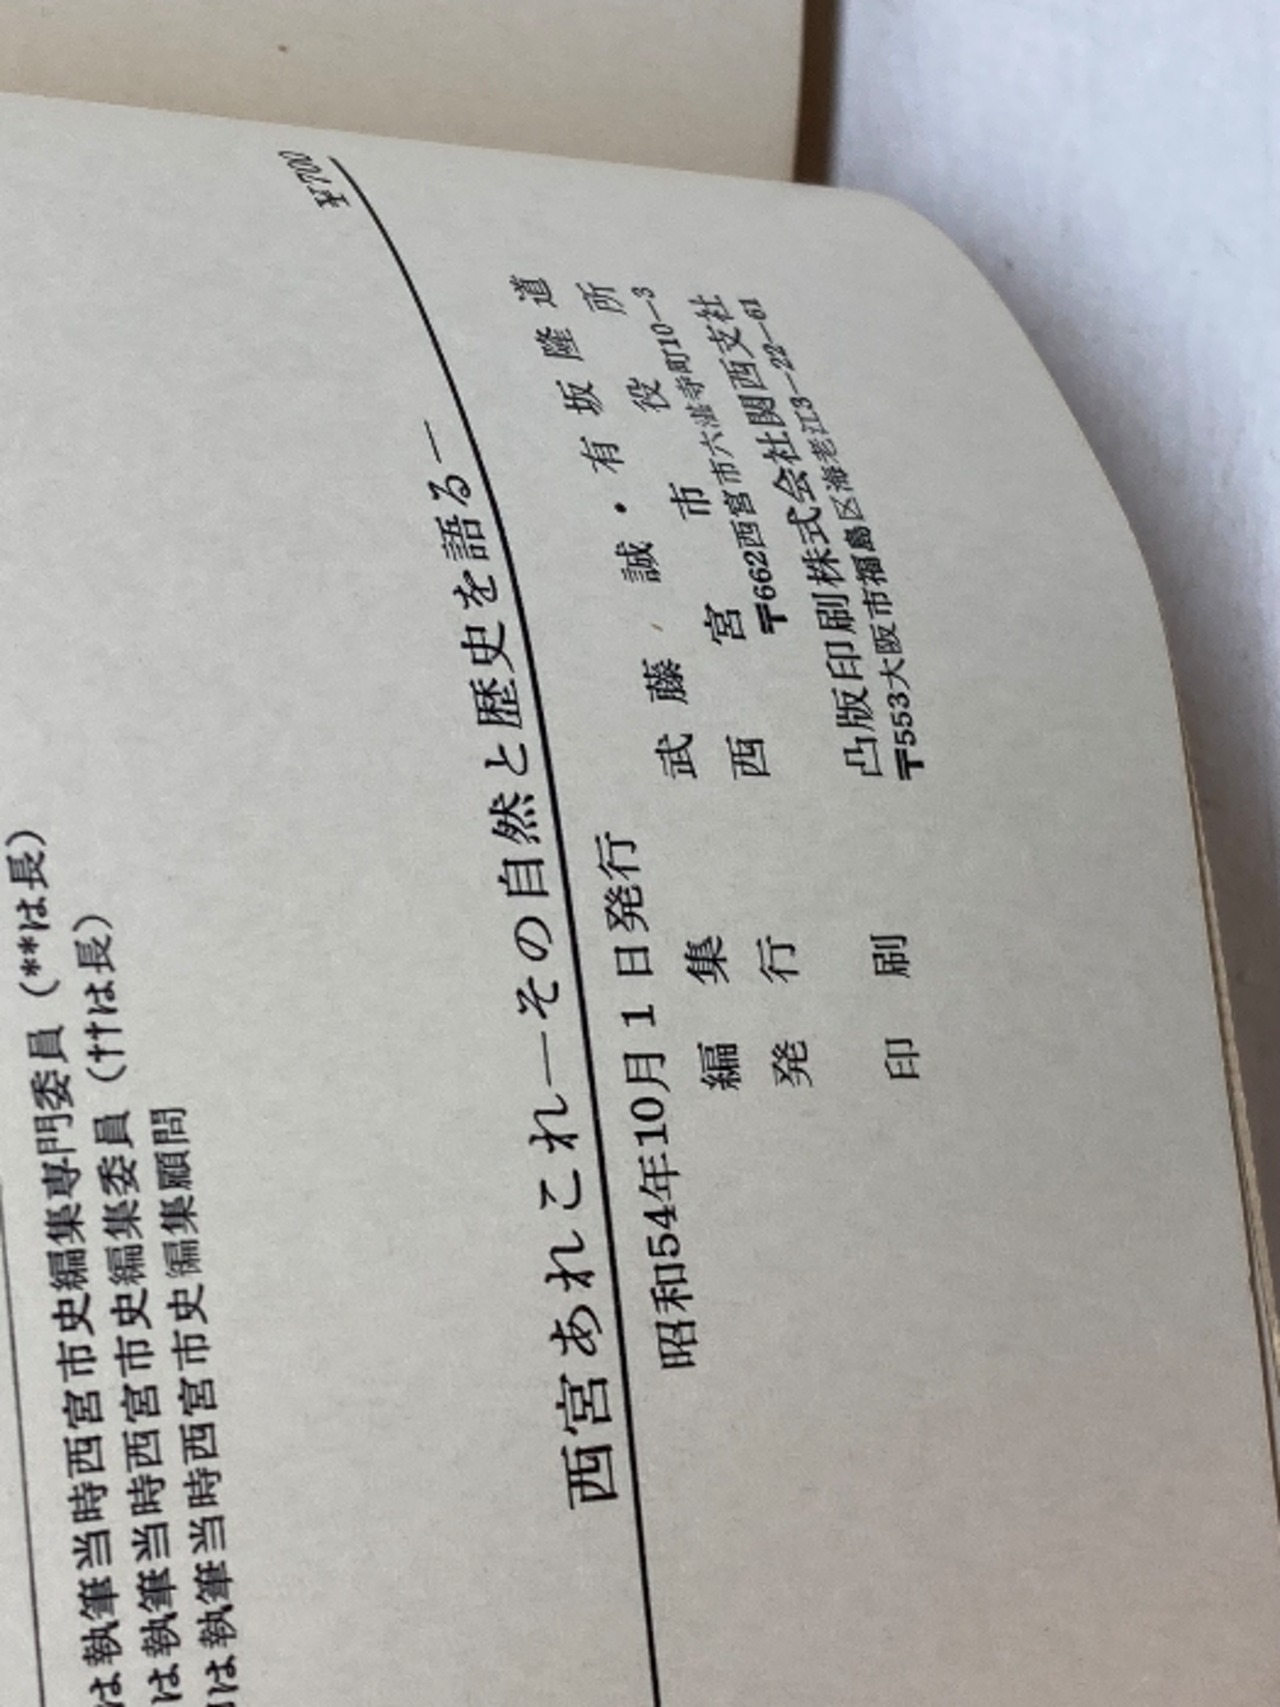 は執筆当時西宮市史編集専門委員（**は長）
は執筆当時西宮市史編集委員（††は長）
は執筆当時西宮市史編集顧問
¥1,700
西宮あれこれ―その自然と歴史を語る―
昭和54年10月1日発行
編集 武藤 誠・有坂隆道
発行 西宮市役所
〒662西宮市六湛寺町10―3
印刷 凸版印刷株式会社関西支社
〒553大阪市福島区海老江3―22―61